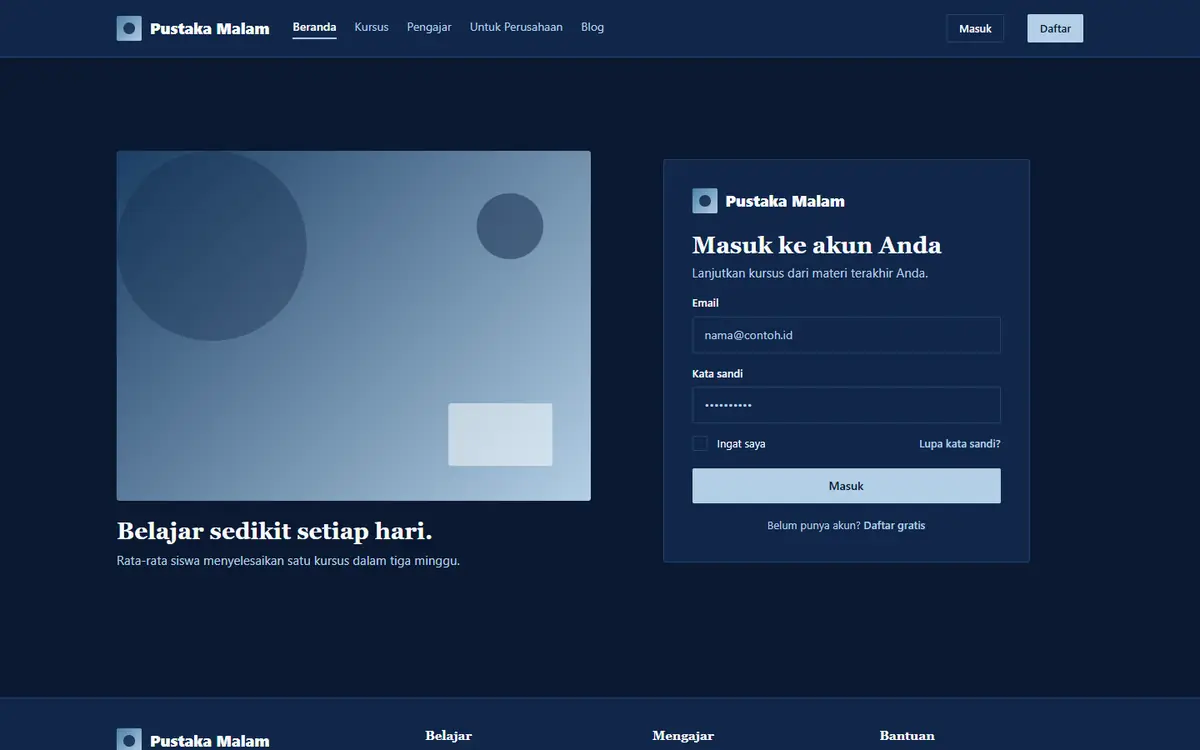 Pustaka Malam
Beranda Kursus Pengajar Untuk Perusahaan Blog
Masuk Daftar
Belajar sedikit setiap hari.
Rata-rata siswa menyelesaikan satu kursus dalam tiga minggu.
Pustaka Malam
Masuk ke akun Anda
Lanjutkan kursus dari materi terakhir Anda.
Email
nama@contoh.id
Kata sandi
••••••••••
Ingat saya Lupa kata sandi?
Masuk
Belum punya akun? Daftar gratis
Pustaka Malam
Belajar Mengajar Bantuan